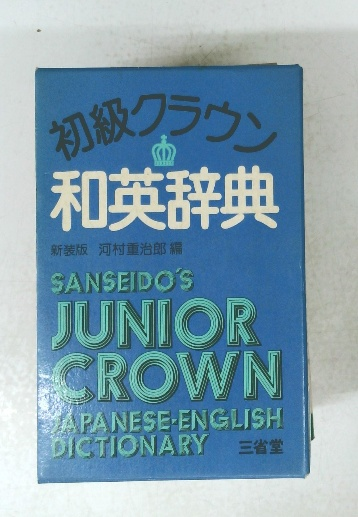 初級クラウン
和英辞典
新装版 河村重治郎 編
SANSEIDO'S
JUNIOR
CROWN
JAPANESE-ENGLISH
DICTIONARY
三省堂